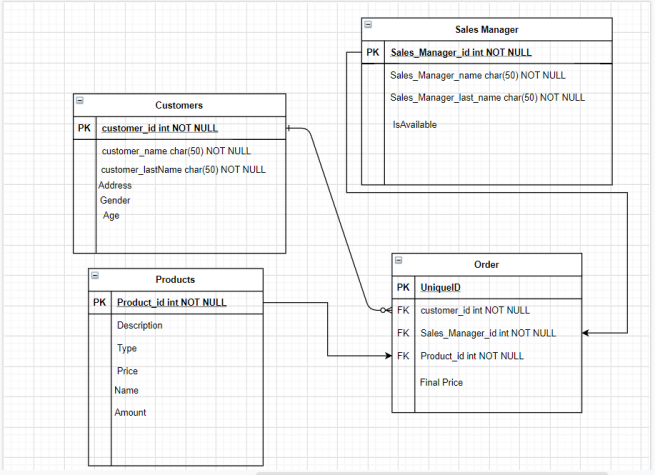 Sales Manager
PK Sales_Manager_id int NOT NULL
Sales_Manager_name char(50) NOT NULL
Sales_Manager_last_name char(50) NOT NULL
IsAvailable
Customers
PK customer_id int NOT NULL
customer_name char(50) NOT NULL
customer_lastName char(50) NOT NULL
Address
Gender
Age
Products
PK Product_id int NOT NULL
Description
Type
Price
Name
Amount
Order
PK UniqueID
FK customer_id int NOT NULL
FK Sales_Manager_id int NOT NULL
FK Product_id int NOT NULL
Final Price